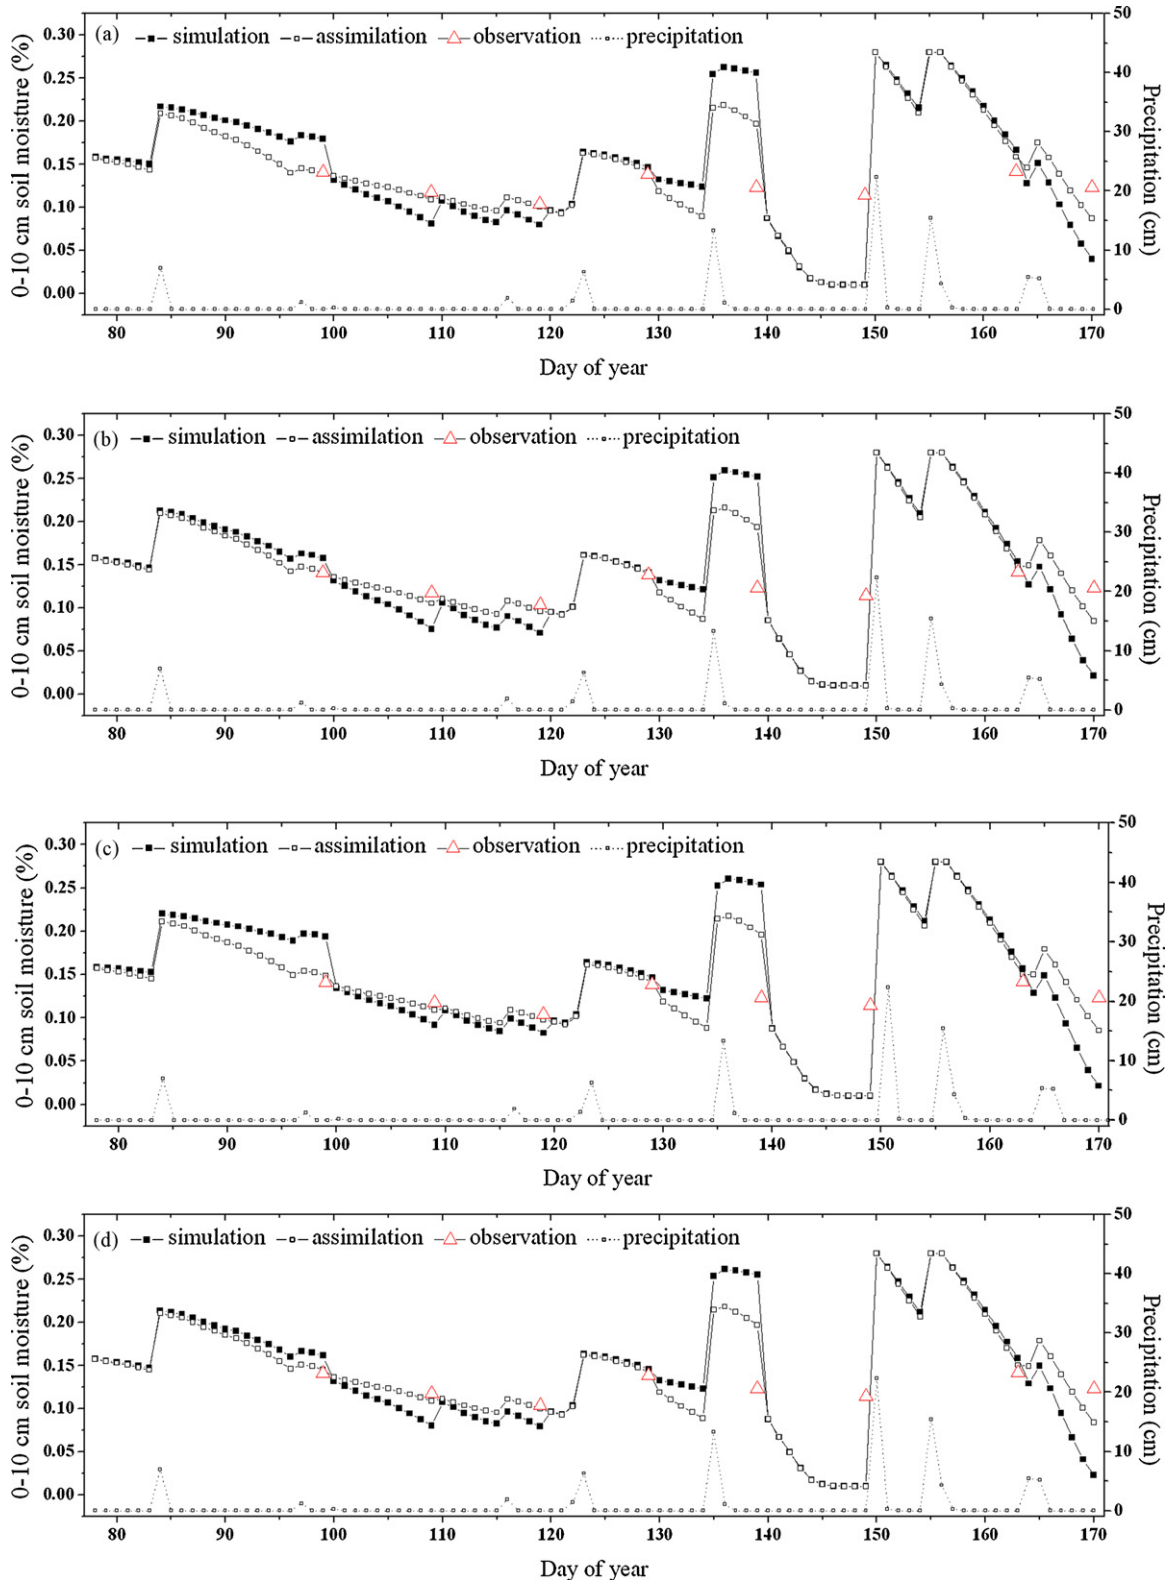 (a) simulation assimilation observation precipitation
0-10 cm soil moisture (%)
0.30
0.25
0.20
0.15
0.10
0.05
0.00
50
40
30
20
10
0
Precipitation (cm)
80 90 100 110 120 130 140 150 160 170
Day of year
(b) simulation assimilation observation precipitation
0-10 cm soil moisture (%)
0.30
0.25
0.20
0.15
0.10
0.05
0.00
50
40
30
20
10
0
Precipitation (cm)
80 90 100 110 120 130 140 150 160 170
Day of year
(c) simulation assimilation observation precipitation
0-10 cm soil moisture (%)
0.30
0.25
0.20
0.15
0.10
0.05
0.00
50
40
30
20
10
0
Precipitation (cm)
80 90 100 110 120 130 140 150 160 170
Day of year
(d) simulation assimilation observation precipitation
0-10 cm soil moisture (%)
0.30
0.25
0.20
0.15
0.10
0.05
0.00
50
40
30
20
10
0
Precipitation (cm)
80 90 100 110 120 130 140 150 160 170
Day of year